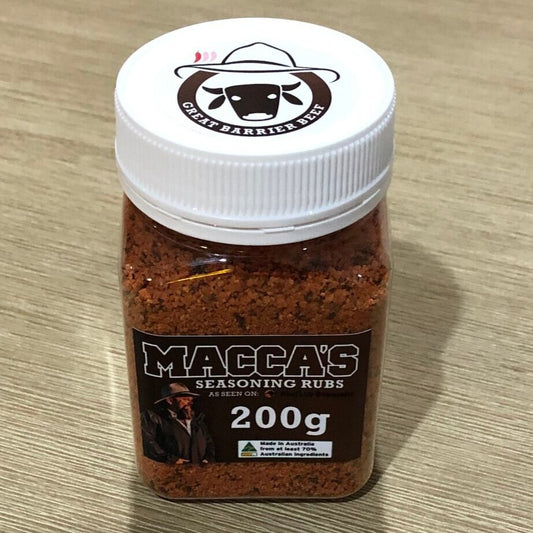 GREAT BARRIER BEEF
MACCA'S
SEASONING RUBS
AS SEEN ON:
200g
Made in Australia
from at least 70%
Australian ingredients